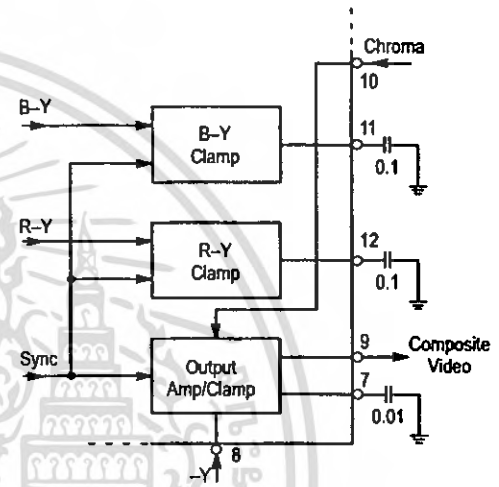 Chroma
10
B–Y
B–Y
Clamp
11
0.1
R–Y
R–Y
Clamp
12
0.1
Sync
Output
Amp/Clamp
9
Composite
Video
7
0.01
8
–Y